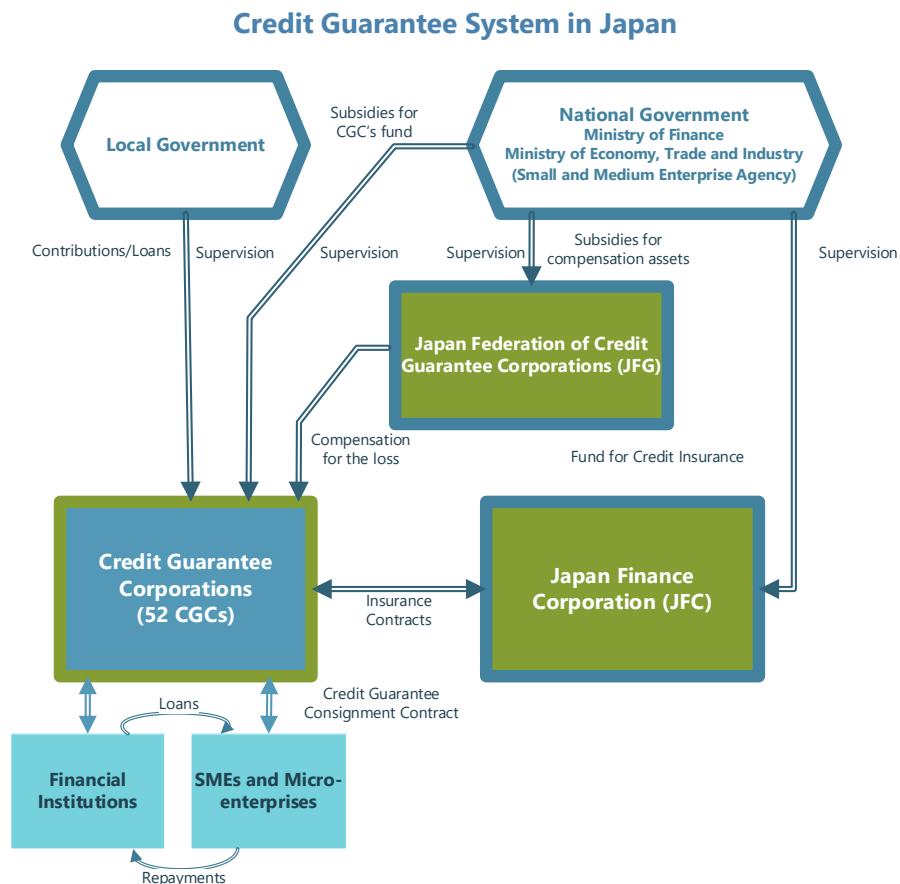 Credit Guarantee System in Japan
Local Government
Subsidies for
CGC's fund
National Government
Ministry of Finance
Ministry of Economy, Trade and Industry
(Small and Medium Enterprise Agency)
Contributions/Loans
Supervision
Supervision
Supervision
Subsidies for
compensation assets
Supervision
Japan Federation of Credit
Guarantee Corporations (JFG)
Compensation
for the loss
Fund for Credit Insurance
Credit Guarantee
Corporations
(52 CGCs)
Insurance
Contracts
Japan Finance
Corporation (JFC)
Loans
Credit Guarantee
Consignment Contract
Financial
Institutions
SMEs and Micro-
enterprises
Repayments